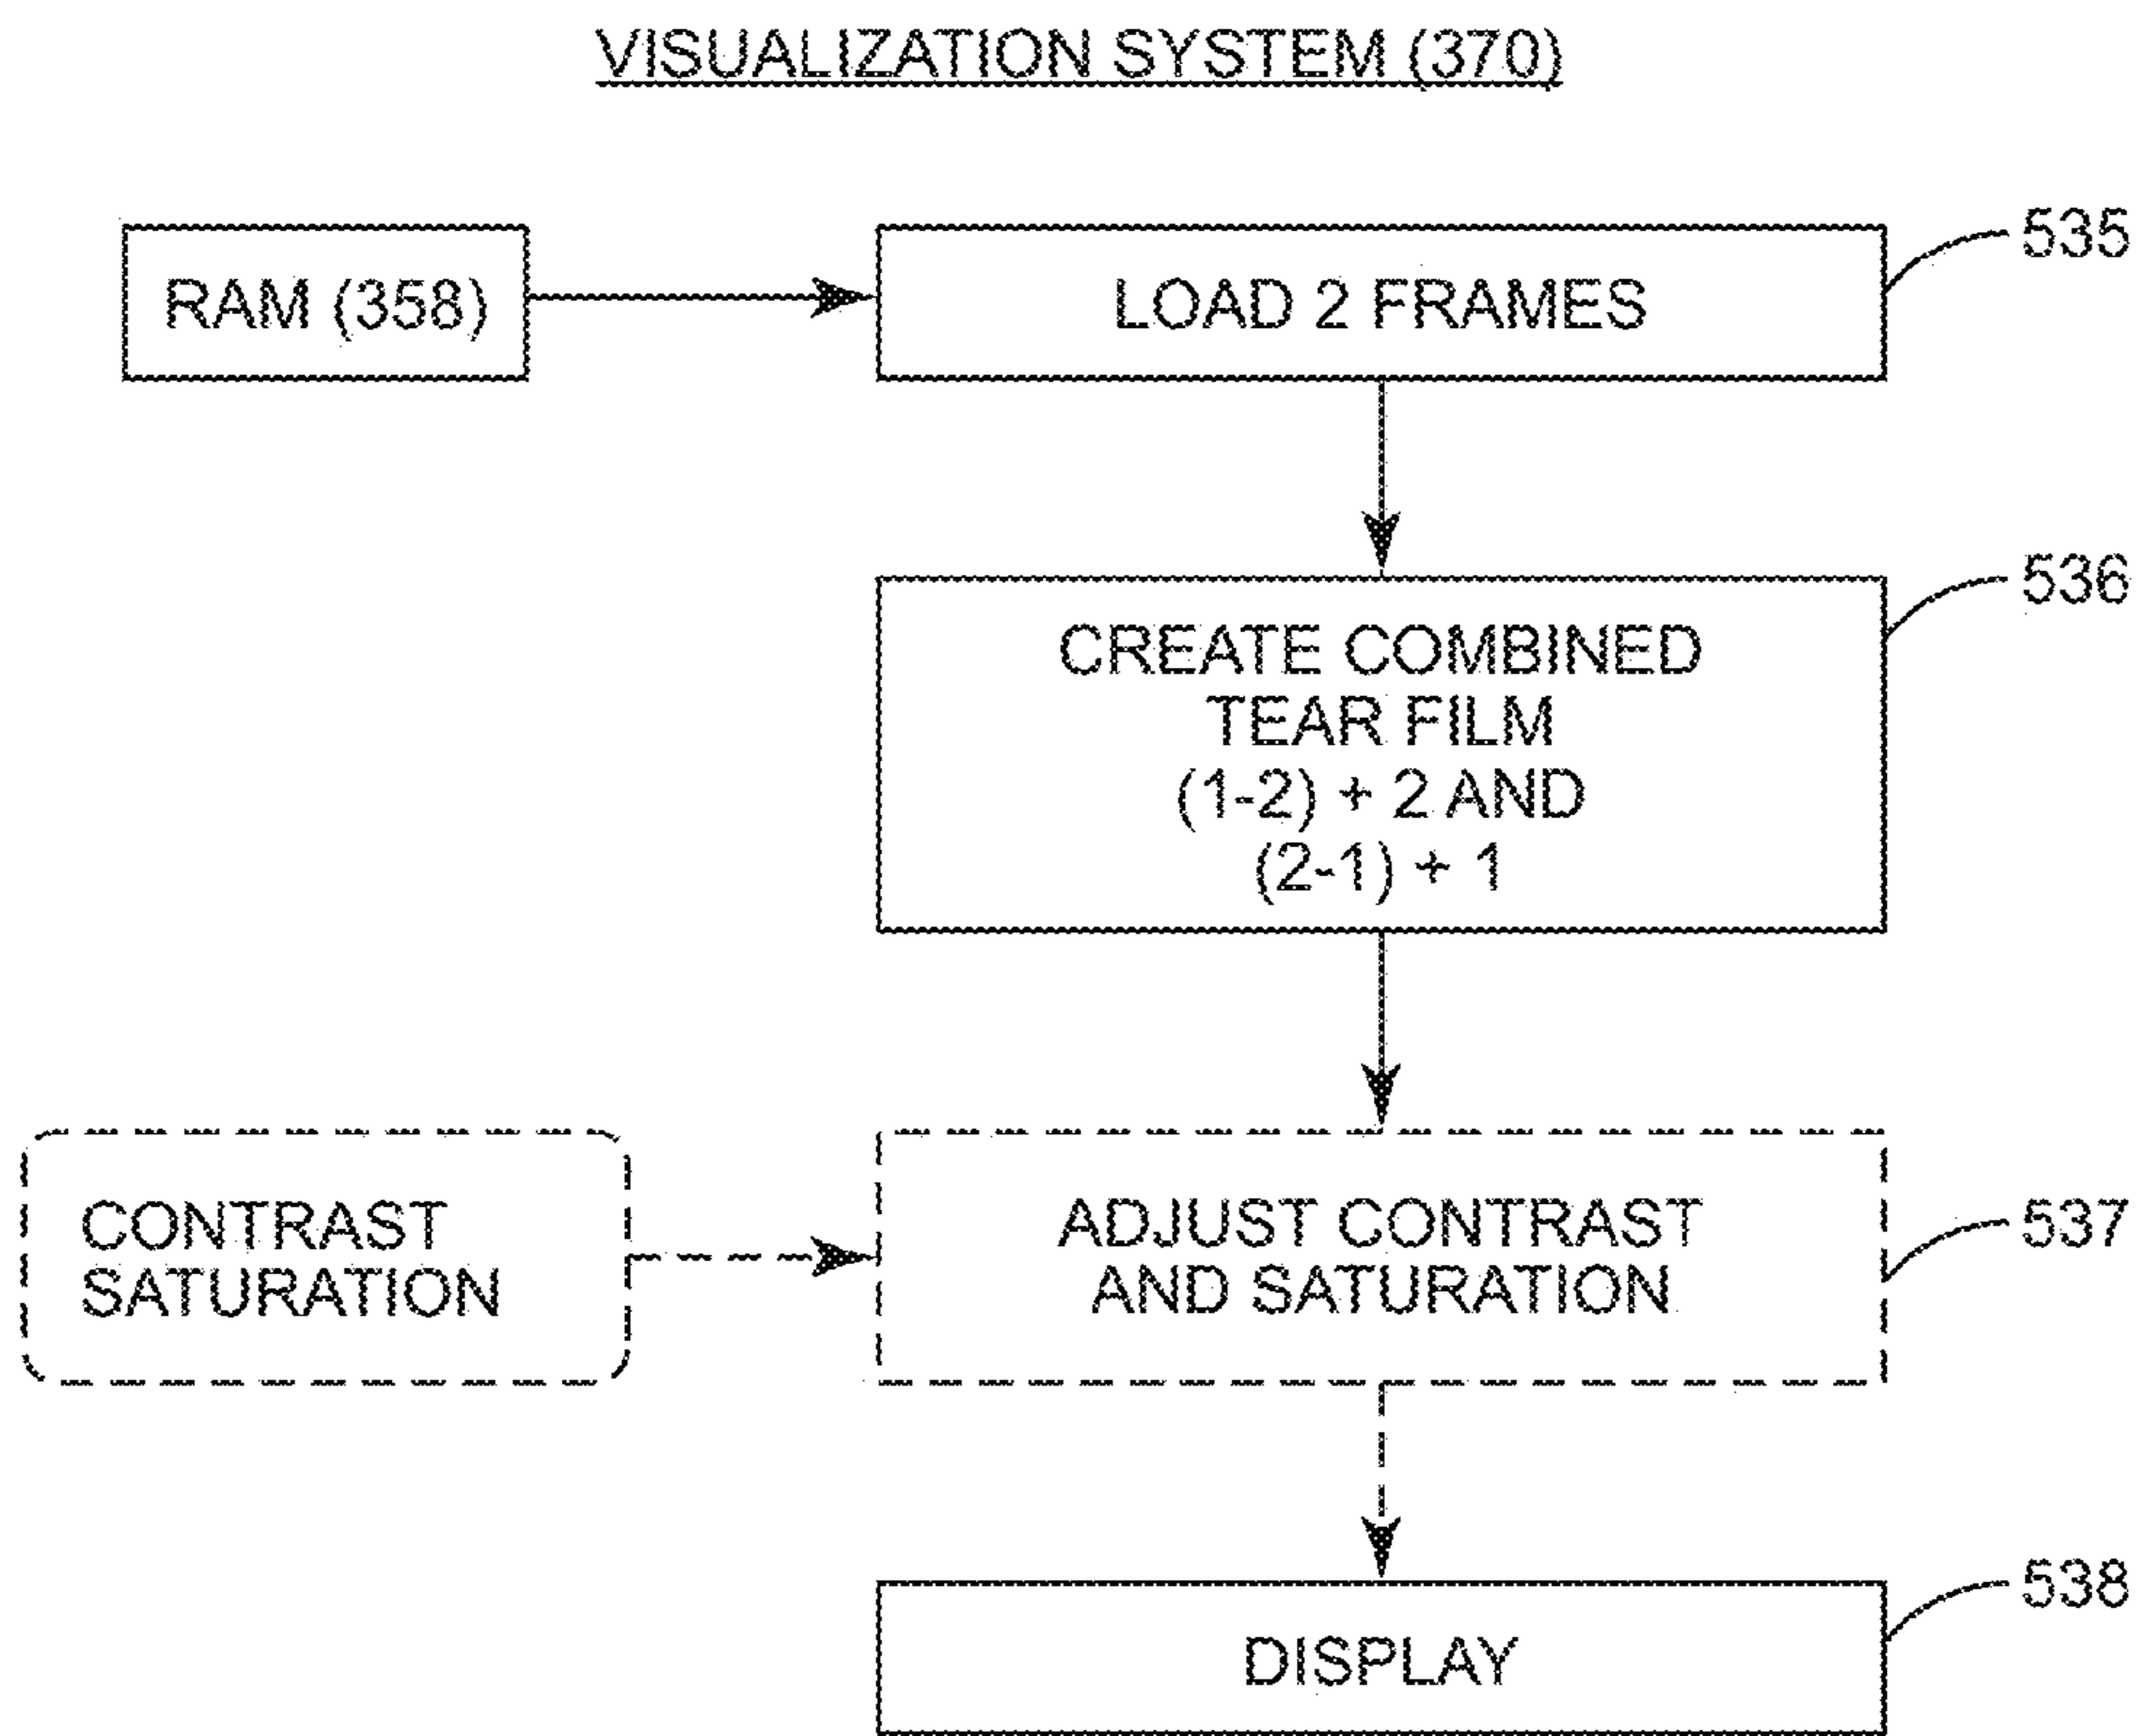 VISUALIZATION SYSTEM (370)
RAM (358)
LOAD 2 FRAMES
535
CREATE COMBINED
TEAR FILM
(1-2) + 2 AND
(2-1) + 1
536
CONTRAST
SATURATION
ADJUST CONTRAST
AND SATURATION
537
DISPLAY
538